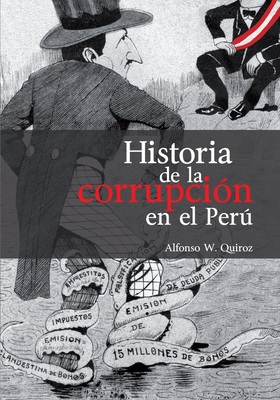 Historia
de la
corrupción
en el Perú
Alfonso W. Quiroz
EMPRESTITOS
IMPUESTOS
EMISION
CLANDESTINA DE BONOS
DE DEUDA PUBLICA
EMISION
DE
15 MILLONES DE BONOS